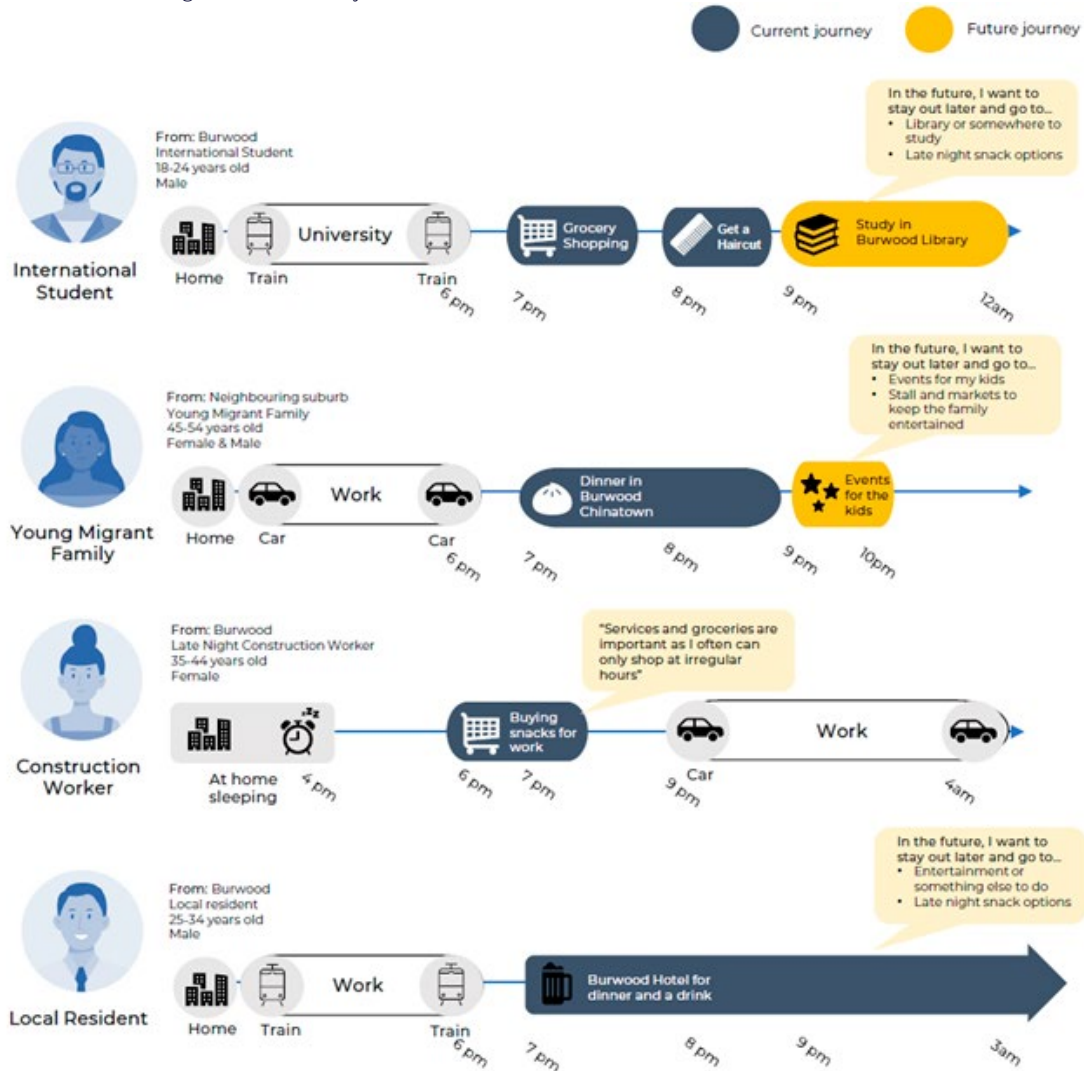 Current journey
Future journey
In the future, I want to
stay out later and go to...
• Library or somewhere to
study
• Late night snack options
From: Burwood
International Student
18-24 years old
Male
University
Grocery
Shopping
Get a
Haircut
Study in
Burwood Library
International
Student
Home
Train
Train
6 pm
7 pm
8 pm
9 pm
12am
In the future, I want to
stay out later and go to...
• Events for my kids
• Stall and markets to
keep the family
entertained
From: Neighbouring suburb
Young Migrant Family
45-54 years old
Female & Male
Work
Dinner in
Burwood
Chinatown
Events
for the
kids
Young Migrant
Family
Home
Car
Car
6 pm
7 pm
8 pm
9 pm
10pm
From: Burwood
Late Night Construction Worker
35-44 years old
Female
"Services and groceries are
important as I often can
only shop at irregular
hours"
zzz
Buying
snacks for
work
Work
Construction
Worker
At home
sleeping
4 pm
6 pm
7 pm
Car
9 pm
4am
In the future, I want to
stay out later and go to...
• Entertainment or
something else to do
• Late night snack options
From: Burwood
Local resident
25-34 years old
Male
Work
Burwood Hotel for
dinner and a drink
Local Resident
Home
Train
Train
6 pm
7 pm
8 pm
9 pm
3am